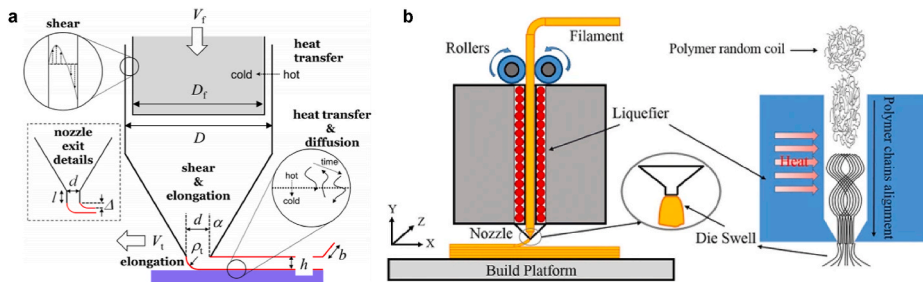 a
shear
V_f
heat
transfer
cold
hot
D_f
D
heat transfer
&
diffusion
time
hot
cold
nozzle
exit
details
d
l
Δ
shear
&
elongation
d
α
V_t
ρ_t
elongation
h
b
b
Filament
Rollers
Liquefier
Nozzle
Die Swell
Y
Z
X
Build Platform
Polymer random coil
Heat
Polymer chains alignment